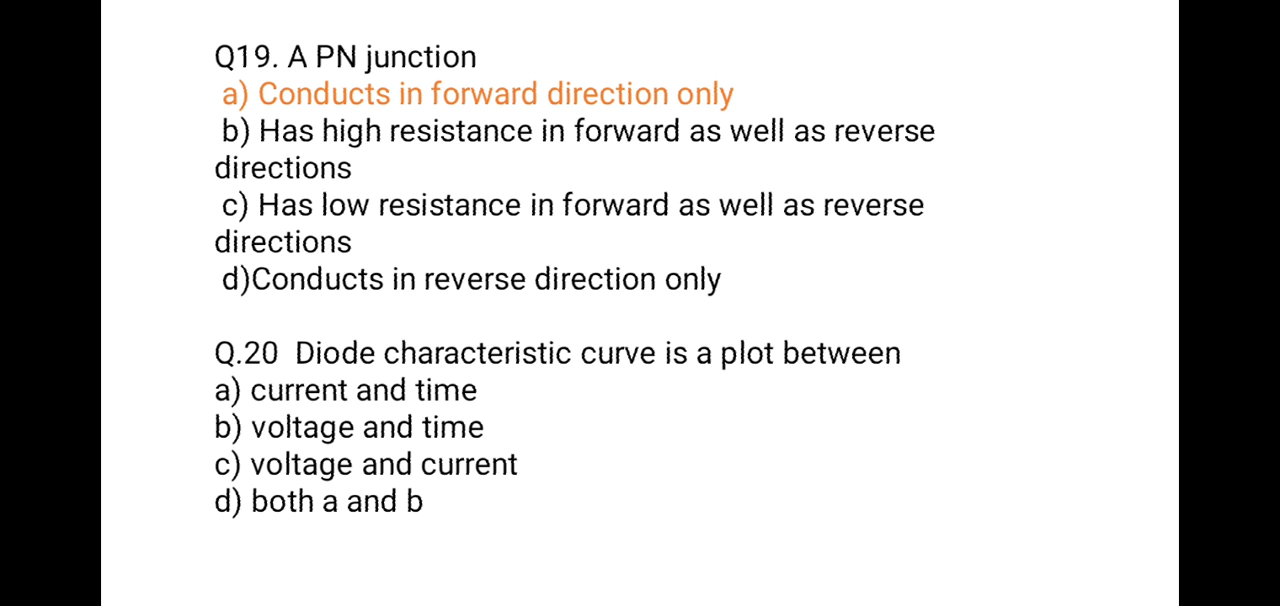 Q19. A PN junction
a) Conducts in forward direction only
b) Has high resistance in forward as well as reverse
directions
c) Has low resistance in forward as well as reverse
directions
d)Conducts in reverse direction only
Q.20 Diode characteristic curve is a plot between
a) current and time
b) voltage and time
c) voltage and current
d) both a and b